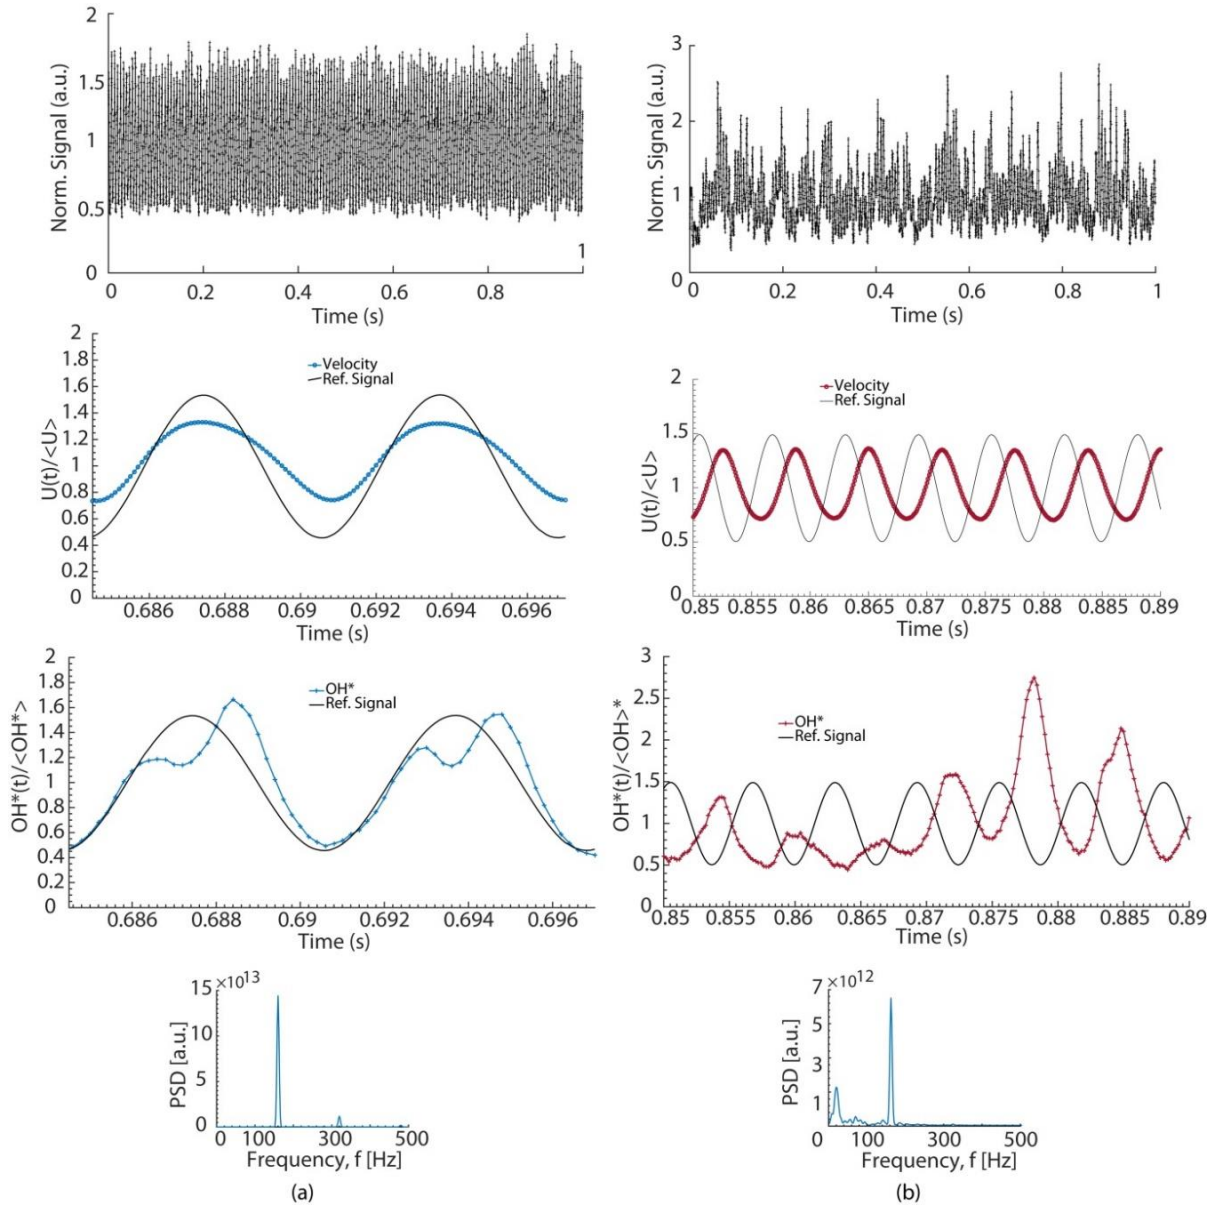 2
1.5
1
0.5
0
Norm. Signal (a.u.)
1
0 0.2 0.4 0.6 0.8
Time (s)
3
2
1
0
Norm. Signal (a.u.)
0 0.2 0.4 0.6 0.8 1
Time (s)
2
1.8
1.6
1.4
1.2
1
0.8
0.6
0.4
0.2
0
U(t)/<U>
Velocity
Ref. Signal
0.686 0.688 0.69 0.692 0.694 0.696
Time (s)
2
1.5
1
0.5
0
U(t)/<U>
Velocity
Ref. Signal
0.85 0.855 0.86 0.865 0.87 0.875 0.88 0.885 0.89
Time (s)
2
1.8
1.6
1.4
1.2
1
0.8
0.6
0.4
0.2
0
OH*(t)/<OH*>
OH*
Ref. Signal
0.686 0.688 0.69 0.692 0.694 0.696
Time (s)
3
2.5
2
1.5
1
0.5
0
OH*(t)/<OH>*
OH*
Ref. Signal
0.85 0.855 0.86 0.865 0.87 0.875 0.88 0.885 0.89
Time (s)
×10¹³
15
10
5
0
PSD [a.u.]
0 100 300 500
Frequency, f [Hz]
(a)
×10¹²
7
5
3
1
PSD [a.u.]
0 100 300 500
Frequency, f [Hz]
(b)